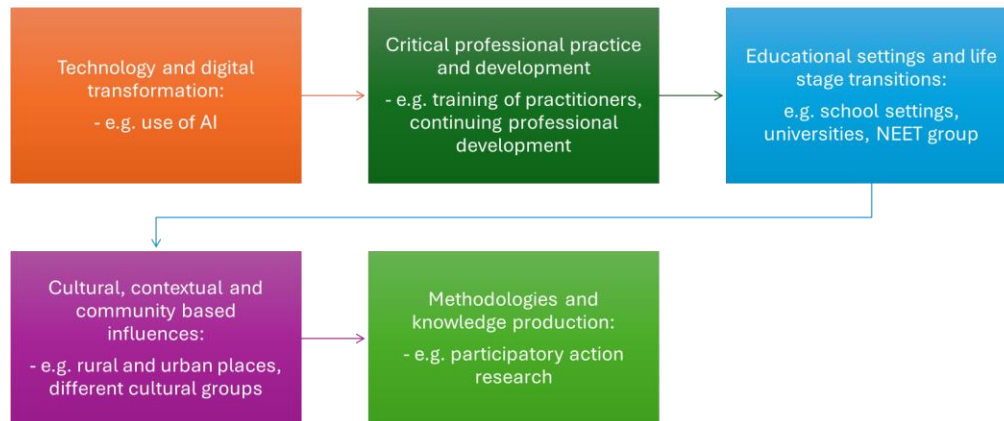 Technology and digital
transformation:
- e.g. use of AI
Critical professional practice
and development
- e.g. training of practitioners,
continuing professional
development
Educational settings and life
stage transitions:
e.g. school settings,
universities, NEET group
Cultural, contextual and
community based
influences:
- e.g. rural and urban places,
different cultural groups
Methodologies and
knowledge production:
- e.g. participatory action
research